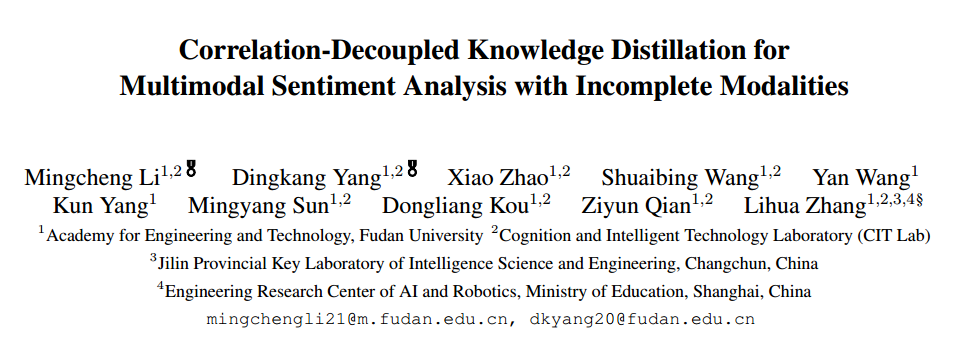 Correlation-Decoupled Knowledge Distillation for
Multimodal Sentiment Analysis with Incomplete Modalities
Mingcheng Li1,2🎖 Dingkang Yang1,2🎖 Xiao Zhao1,2 Shuaibing Wang1,2 Yan Wang1
Kun Yang1 Mingyang Sun1,2 Dongliang Kou1,2 Ziyun Qian1,2 Lihua Zhang1,2,3,4§
1Academy for Engineering and Technology, Fudan University 2Cognition and Intelligent Technology Laboratory (CIT Lab)
3Jilin Provincial Key Laboratory of Intelligence Science and Engineering, Changchun, China
4Engineering Research Center of AI and Robotics, Ministry of Education, Shanghai, China
mingchengli21@m.fudan.edu.cn, dkyang20@fudan.edu.cn